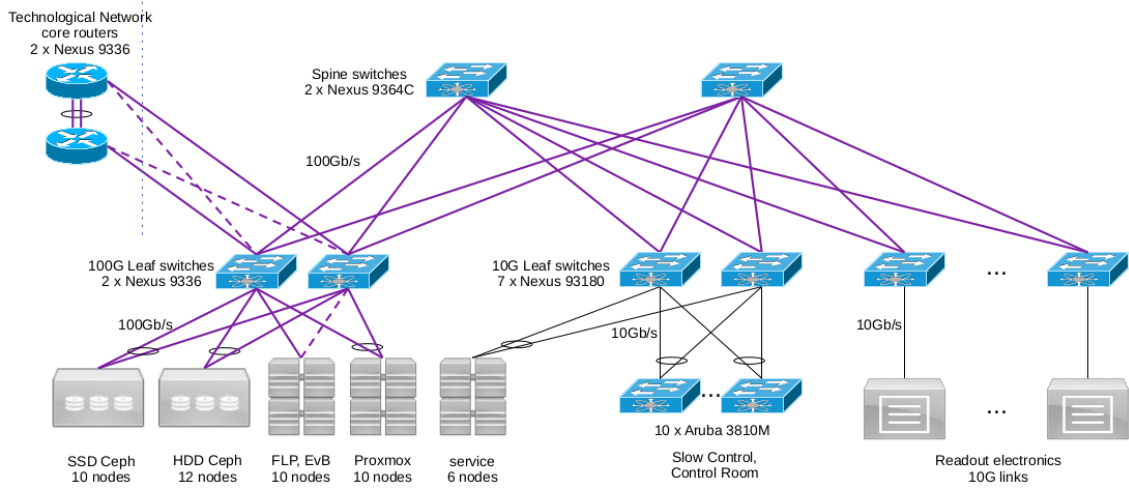 Technological Network
core routers
2 x Nexus 9336
Spine switches
2 x Nexus 9364C
100Gb/s
100G Leaf switches
2 x Nexus 9336
10G Leaf switches
7 x Nexus 93180
...
100Gb/s
10Gb/s
10Gb/s
...
...
10 x Aruba 3810M
SSD Ceph
10 nodes
HDD Ceph
12 nodes
FLP, EvB
10 nodes
Proxmox
10 nodes
service
6 nodes
Slow Control,
Control Room
Readout electronics
10G links